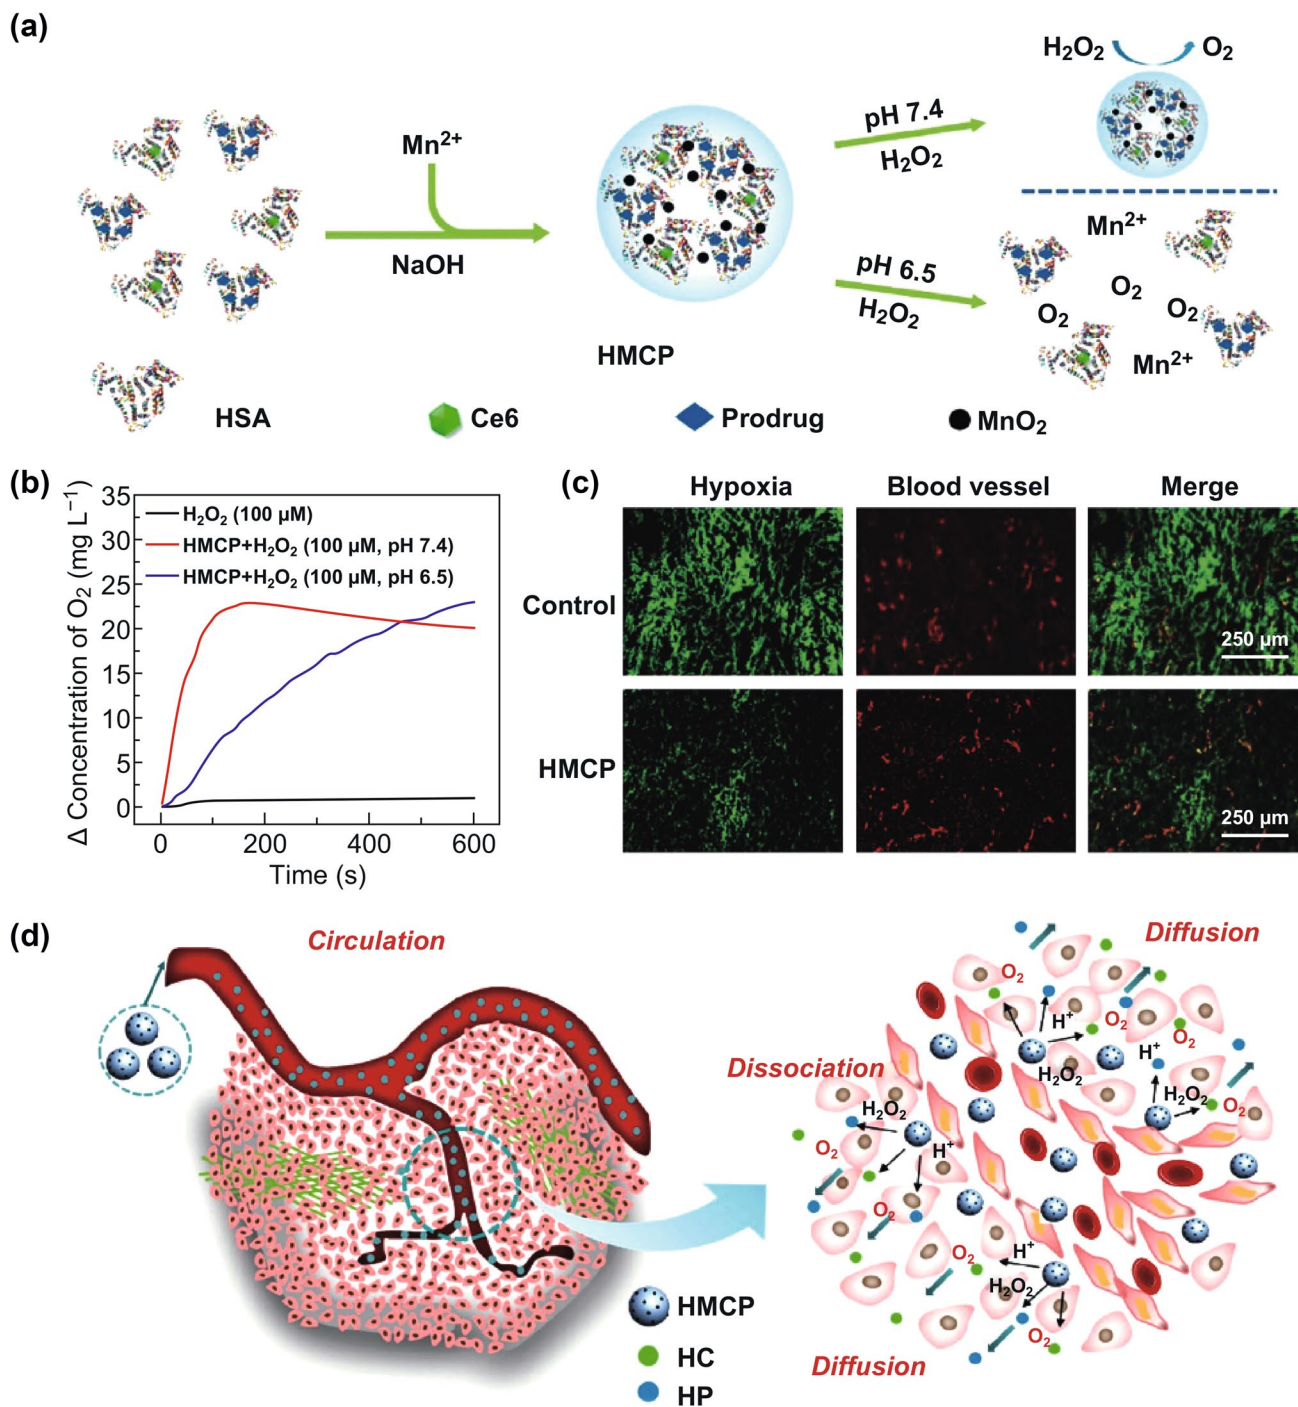 (a)
H₂O₂ O₂
Mn²⁺
NaOH
pH 7.4
H₂O₂
pH 6.5
H₂O₂
Mn²⁺
O₂
O₂
O₂
Mn²⁺
HMCP
HSA
Ce6
Prodrug
MnO₂
(b)
Δ Concentration of O₂ (mg L⁻¹)
35
30
25
20
15
10
5
0
H₂O₂ (100 μM)
HMCP+H₂O₂ (100 μM, pH 7.4)
HMCP+H₂O₂ (100 μM, pH 6.5)
0 200 400 600
Time (s)
(c)
Hypoxia Blood vessel Merge
Control
250 μm
HMCP
250 μm
(d)
Circulation
Diffusion
O₂
H⁺
O₂
O₂
H⁺
Dissociation
H₂O₂
H₂O₂
H₂O₂
O₂
O₂
H⁺
O₂
O₂
H⁺
H₂O₂
O₂
Diffusion
HMCP
HC
HP